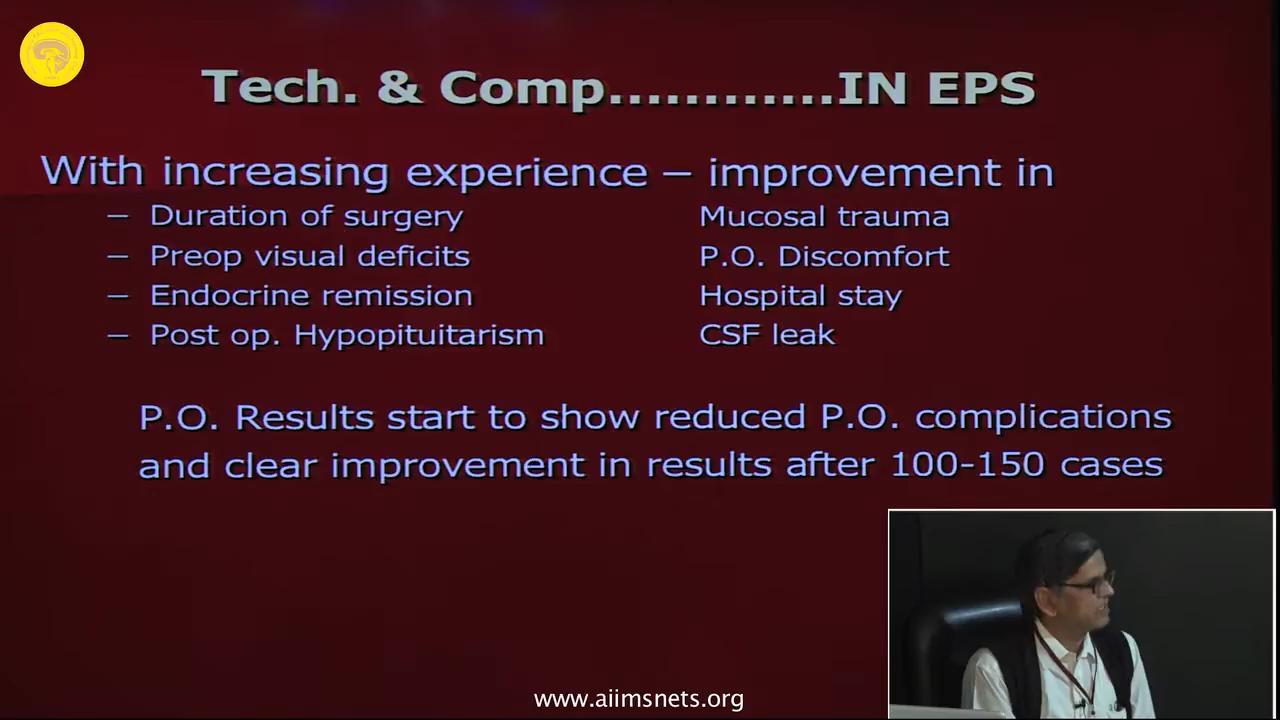 Tech. & Comp............IN EPS
With increasing experience – improvement in
– Duration of surgery
Mucosal trauma
– Preop visual deficits
P.O. Discomfort
– Endocrine remission
Hospital stay
– Post op. Hypopituitarism
CSF leak
P.O. Results start to show reduced P.O. complications
and clear improvement in results after 100-150 cases
www.aiimsnets.org